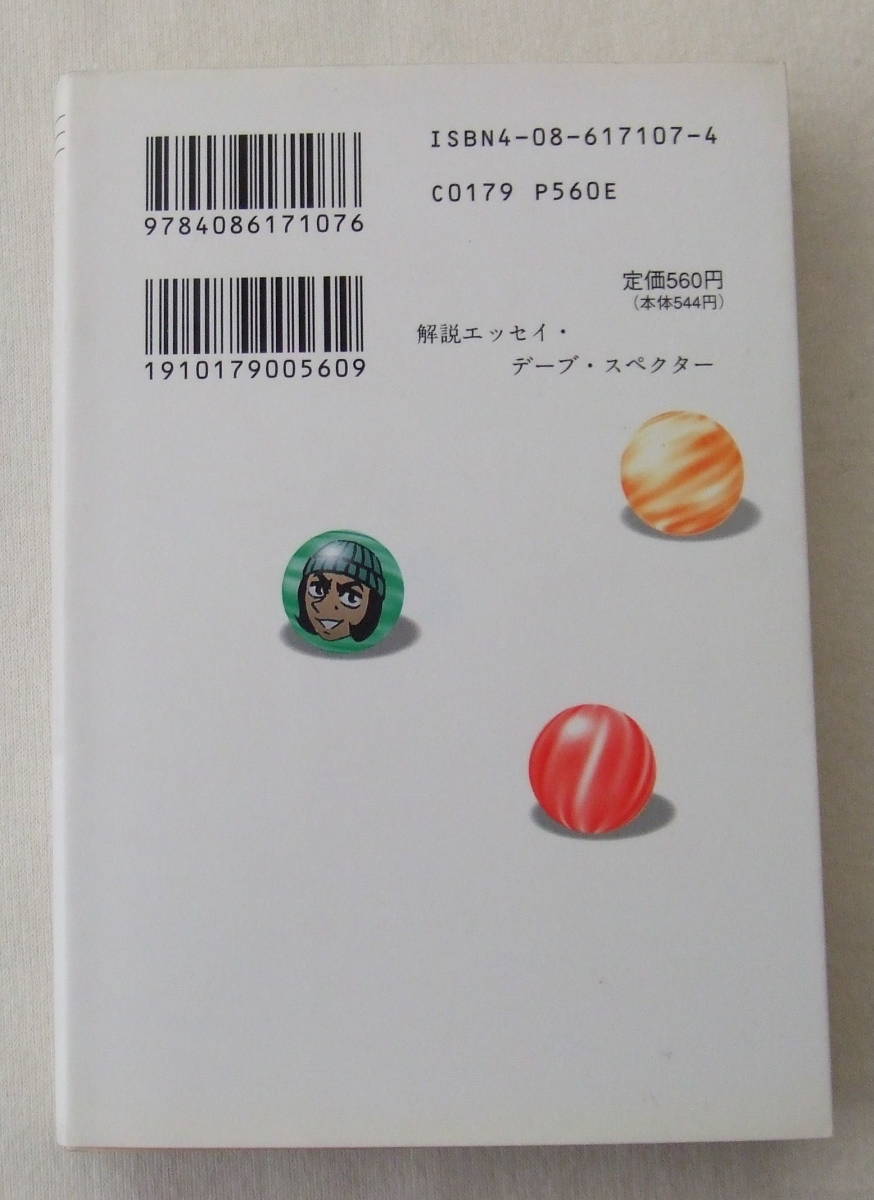 ISBN4-08-617107-4
9784086171076
C0179 P560E
定価560円
（本体544円）
1910179005609
解説エッセイ・
デーブ・スペクター